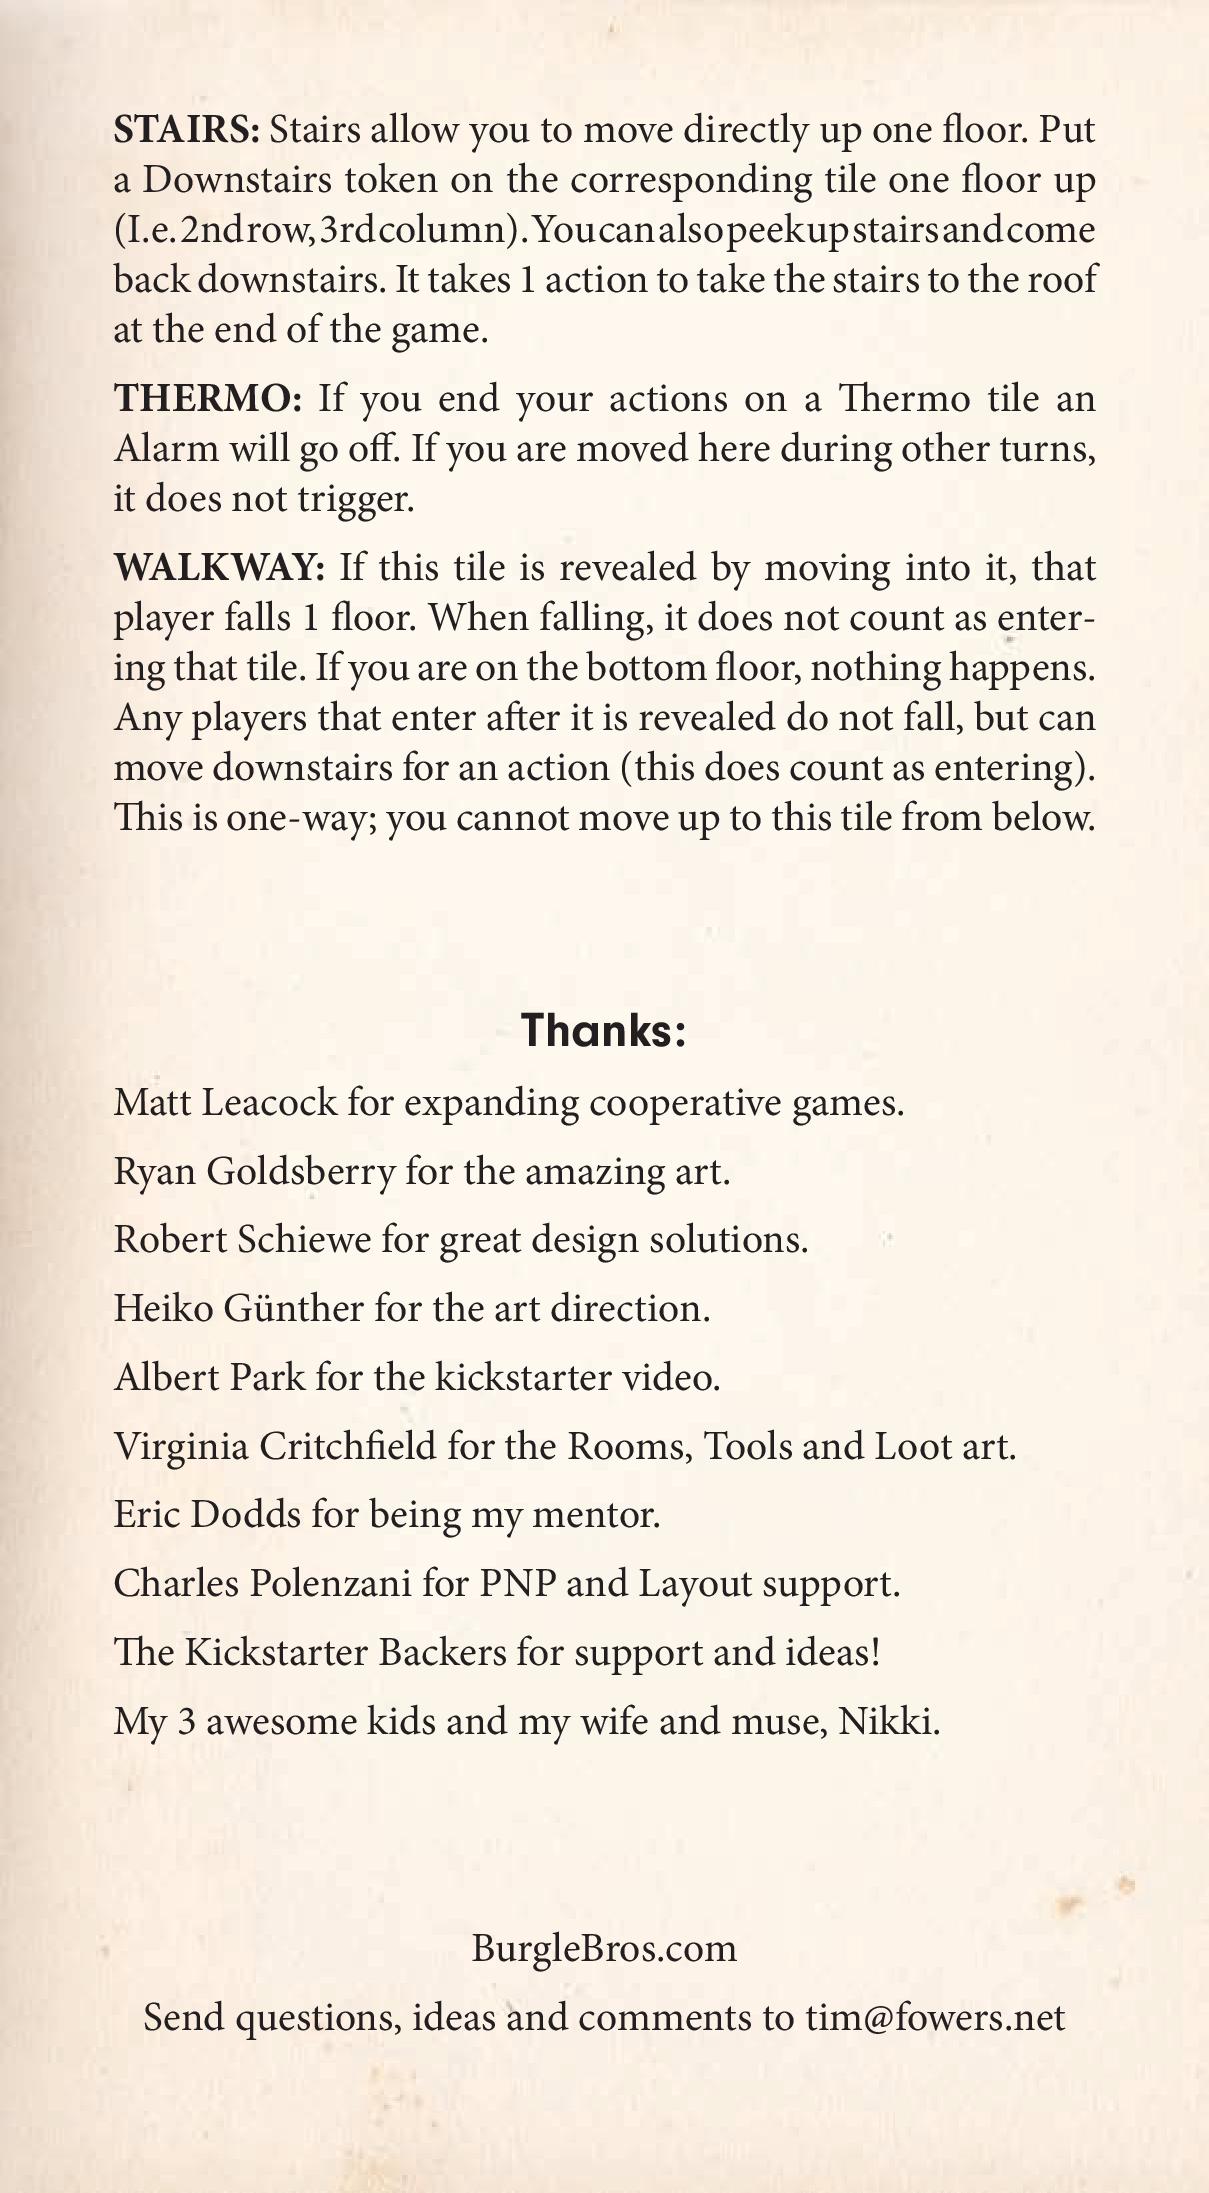 STAIRS: Stairs allow you to move directly up one floor. Put
a Downstairs token on the corresponding tile one floor up
(I.e. 2nd row, 3rd column). You can also peek up stairs and come
back downstairs. It takes 1 action to take the stairs to the roof
at the end of the game.
THERMO: If you end your actions on a Thermo tile an
Alarm will go off. If you are moved here during other turns,
it does not trigger.
WALKWAY: If this tile is revealed by moving into it, that
player falls 1 floor. When falling, it does not count as enter-
ing that tile. If you are on the bottom floor, nothing happens.
Any players that enter after it is revealed do not fall, but can
move downstairs for an action (this does count as entering).
This is one-way; you cannot move up to this tile from below.
Thanks:
Matt Leacock for expanding cooperative games.
Ryan Goldsberry for the amazing art.
Robert Schiewe for great design solutions.
Heiko Günther for the art direction.
Albert Park for the kickstarter video.
Virginia Critchfield for the Rooms, Tools and Loot art.
Eric Dodds for being my mentor.
Charles Polenzani for PNP and Layout support.
The Kickstarter Backers for support and ideas!
My 3 awesome kids and my wife and muse, Nikki.
BurgleBros.com
Send questions, ideas and comments to tim@fowers.net